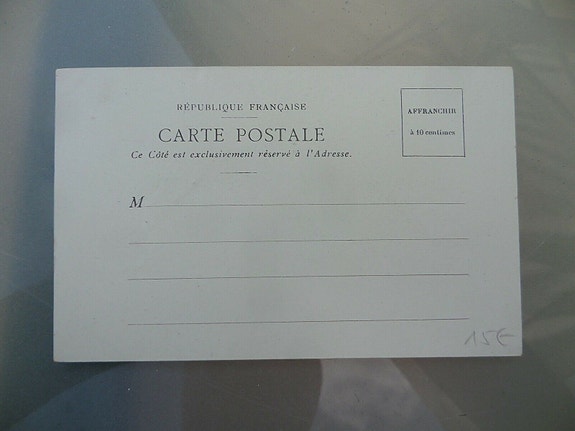 RÉPUBLIQUE FRANÇAISE
CARTE POSTALE
Ce Côté est exclusivement réservé à l'Adresse.
AFFRANCHIR
à 10 centimes
M
15€